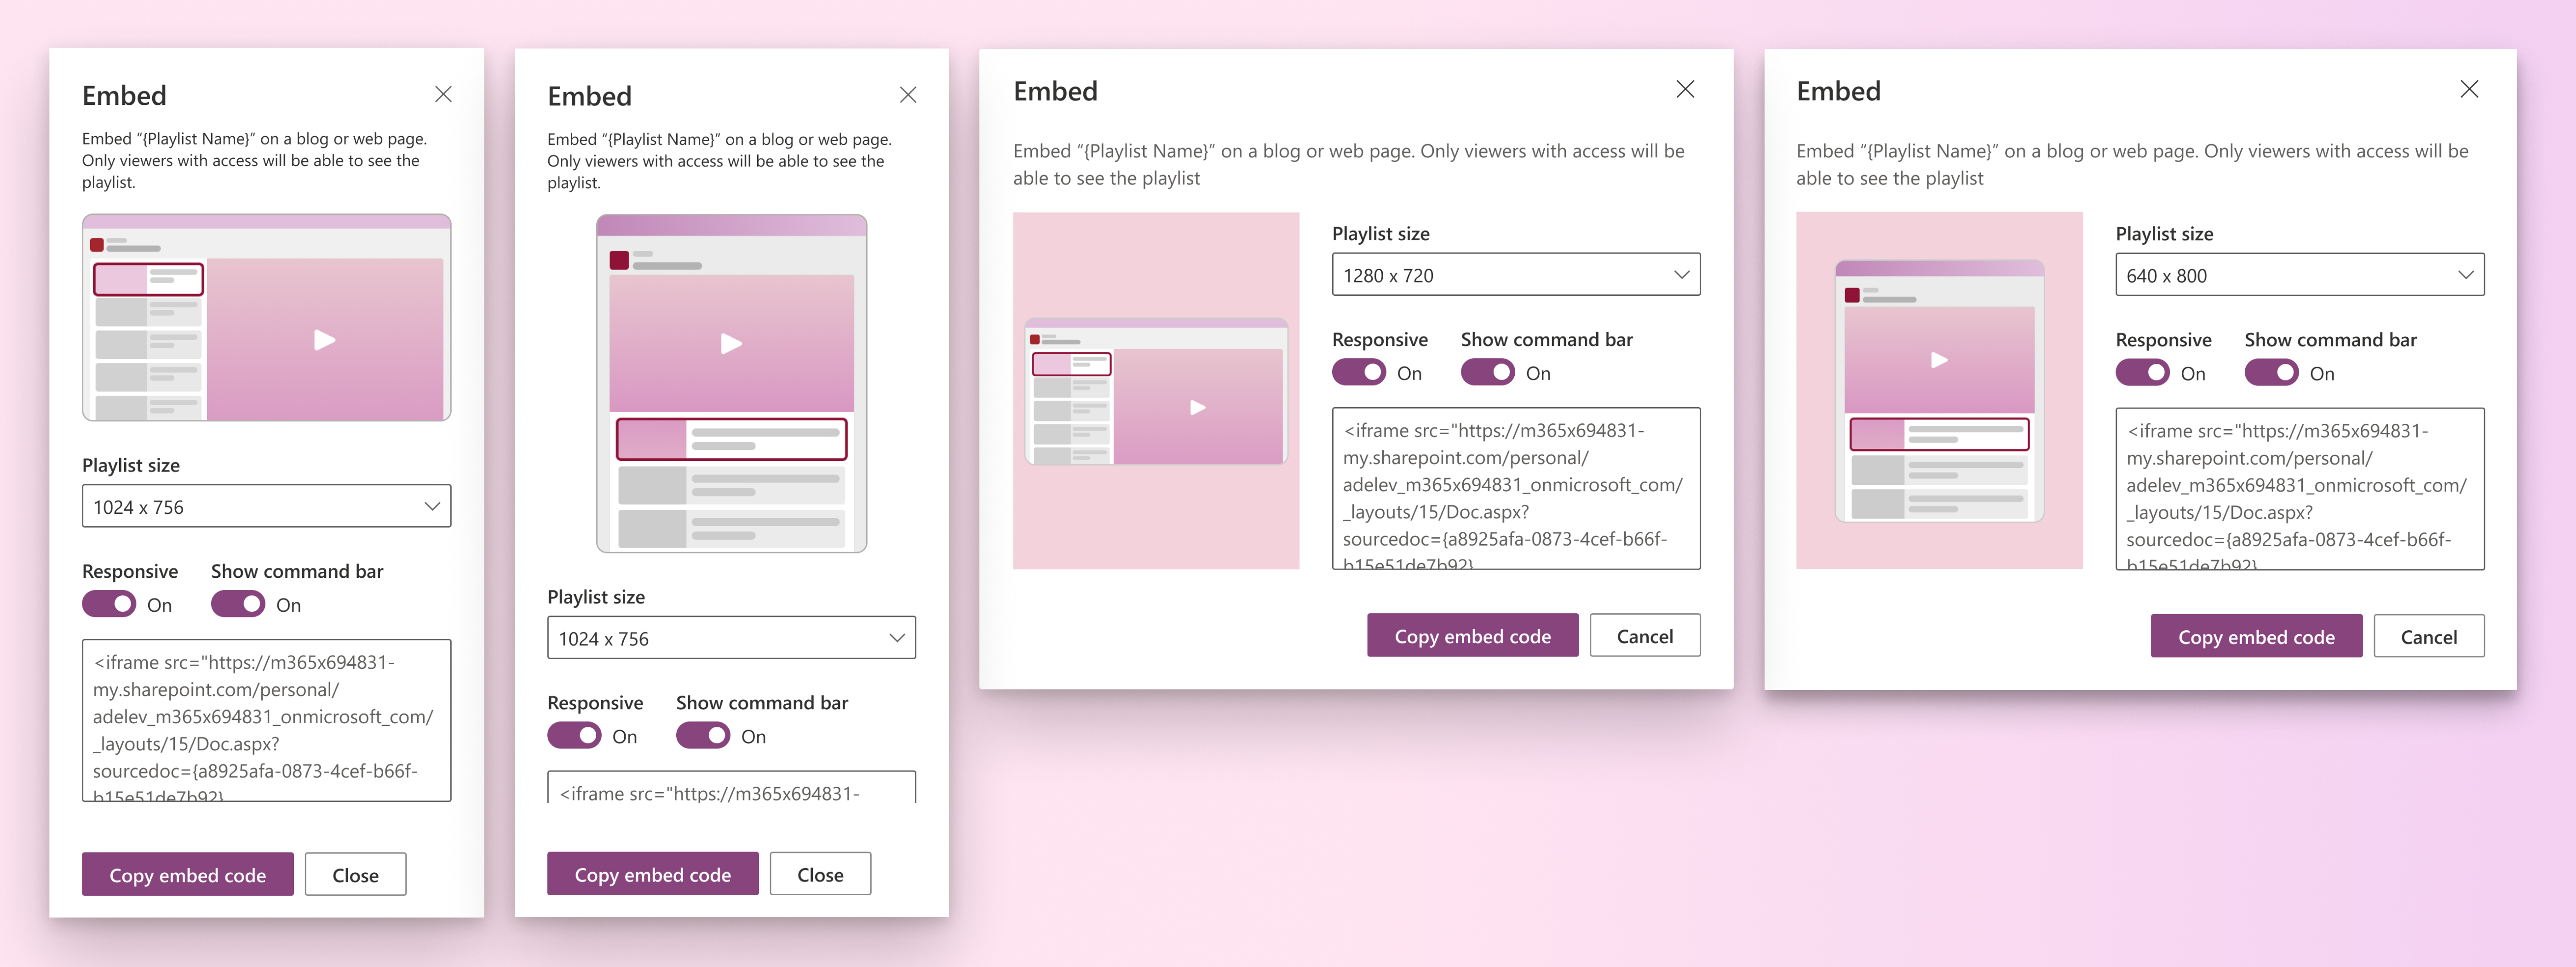 Embed
Embed “{Playlist Name}” on a blog or web page.
Only viewers with access will be able to see the
playlist.
Playlist size
1024 x 756
Responsive
Show command bar
On
On
<iframe src="https://m365x694831-
my.sharepoint.com/personal/
adelev_m365x694831_onmicrosoft_com/
_layouts/15/Doc.aspx?
sourcedoc={a8925afa-0873-4cef-b66f-
b15e51de7b92}
Copy embed code
Close
Embed
Embed “{Playlist Name}” on a blog or web page.
Only viewers with access will be able to see the
playlist.
Playlist size
1024 x 756
Responsive
Show command bar
On
On
<iframe src="https://m365x694831-
Copy embed code
Close
Embed
Embed “{Playlist Name}” on a blog or web page. Only viewers with access will be
able to see the playlist
Playlist size
1280 x 720
Responsive
Show command bar
On
On
<iframe src="https://m365x694831-
my.sharepoint.com/personal/
adelev_m365x694831_onmicrosoft_com/
_layouts/15/Doc.aspx?
sourcedoc={a8925afa-0873-4cef-b66f-
b15e51de7b92}
Copy embed code
Cancel
Embed
Embed “{Playlist Name}” on a blog or web page. Only viewers with access will be
able to see the playlist
Playlist size
640 x 800
Responsive
Show command bar
On
On
<iframe src="https://m365x694831-
my.sharepoint.com/personal/
adelev_m365x694831_onmicrosoft_com/
_layouts/15/Doc.aspx?
sourcedoc={a8925afa-0873-4cef-b66f-
b15e51de7b92}
Copy embed code
Cancel